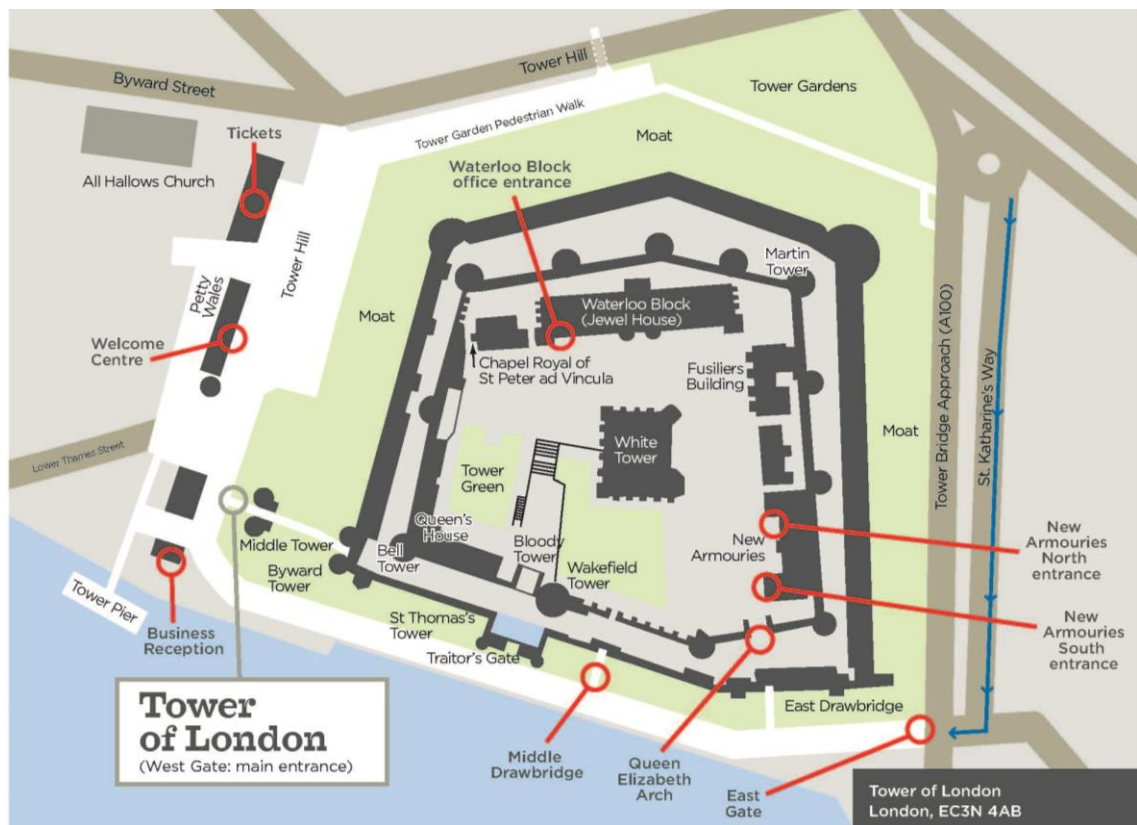 Byward Street
Tower Hill
Tower Gardens
Tickets
Tower Garden Pedestrian Walk
Moat
All Hallows Church
Waterloo Block
office entrance
Tower Hill
Martin
Tower
Petty
Wales
Moat
Waterloo Block
(Jewel House)
Welcome
Centre
Chapel Royal of
St Peter ad Vincula
Fusiliers
Building
Tower Bridge Approach (A100)
St. Katharine's Way
Moat
White
Tower
Lower Thames Street
Tower
Green
Queen's
House
New
Armouries
New
Armouries
North
entrance
Middle Tower
Bell
Tower
Bloody
Tower
Byward
Tower
Wakefield
Tower
Tower Pier
St Thomas's
Tower
New
Armouries
South
entrance
Business
Reception
Traitor's Gate
Tower
of London
(West Gate: main entrance)
East Drawbridge
Middle
Drawbridge
Queen
Elizabeth
Arch
East
Gate
Tower of London
London, EC3N 4AB